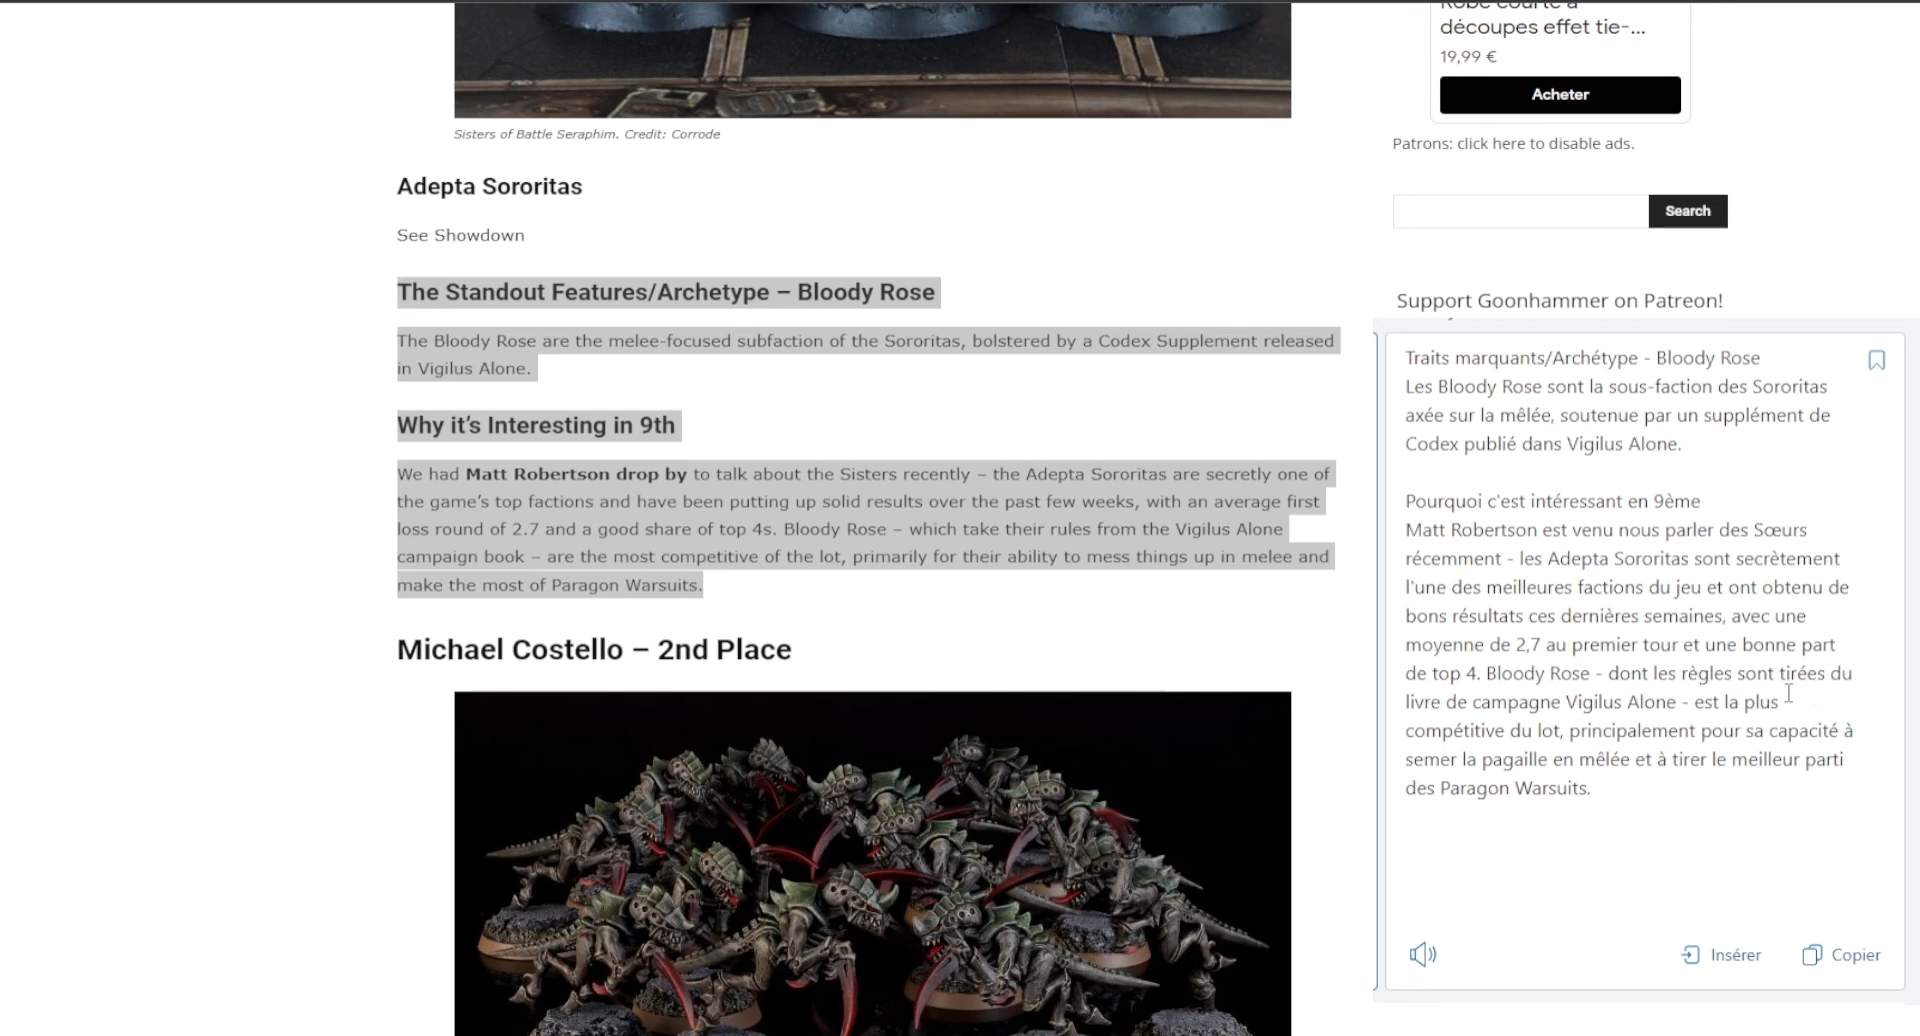 Sisters of Battle Seraphim. Credit: Corrode
Adepta Sororitas
See Showdown
The Standout Features/Archetype – Bloody Rose
The Bloody Rose are the melee-focused subfaction of the Sororitas, bolstered by a Codex Supplement released
in Vigilus Alone.
Why it’s Interesting in 9th
We had Matt Robertson drop by to talk about the Sisters recently – the Adepta Sororitas are secretly one of
the game’s top factions and have been putting up solid results over the past few weeks, with an average first
loss round of 2.7 and a good share of top 4s. Bloody Rose – which take their rules from the Vigilus Alone
campaign book – are the most competitive of the lot, primarily for their ability to mess things up in melee and
make the most of Paragon Warsuits.
Michael Costello – 2nd Place
Robe courte à
découpes effet tie-...
19,99 €
Acheter
Patrons: click here to disable ads.
Search
Support Goonhammer on Patreon!
Traits marquants/Archétype - Bloody Rose
Les Bloody Rose sont la sous-faction des Sororitas
axée sur la mêlée, soutenue par un supplément de
Codex publié dans Vigilus Alone.
Pourquoi c'est intéressant en 9ème
Matt Robertson est venu nous parler des Sœurs
récemment - les Adepta Sororitas sont secrètement
l'une des meilleures factions du jeu et ont obtenu de
bons résultats ces dernières semaines, avec une
moyenne de 2,7 au premier tour et une bonne part
de top 4. Bloody Rose - dont les règles sont tirées du
livre de campagne Vigilus Alone - est la plus
compétitive du lot, principalement pour sa capacité à
semer la pagaille en mêlée et à tirer le meilleur parti
des Paragon Warsuits.
Insérer
Copier